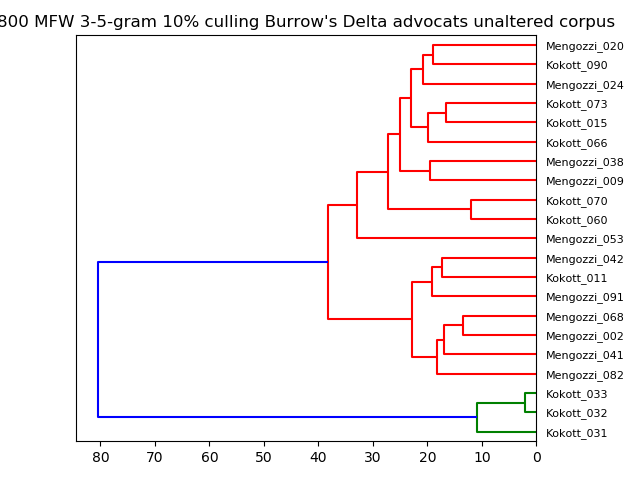 800 MFW 3-5-gram 10% culling Burrow's Delta advocats unaltered corpus
Mengozzi_020
Kokott_090
Mengozzi_024
Kokott_073
Kokott_015
Kokott_066
Mengozzi_038
Mengozzi_009
Kokott_070
Kokott_060
Mengozzi_053
Mengozzi_042
Kokott_011
Mengozzi_091
Mengozzi_068
Mengozzi_002
Mengozzi_041
Mengozzi_082
Kokott_033
Kokott_032
Kokott_031
80 70 60 50 40 30 20 10 0